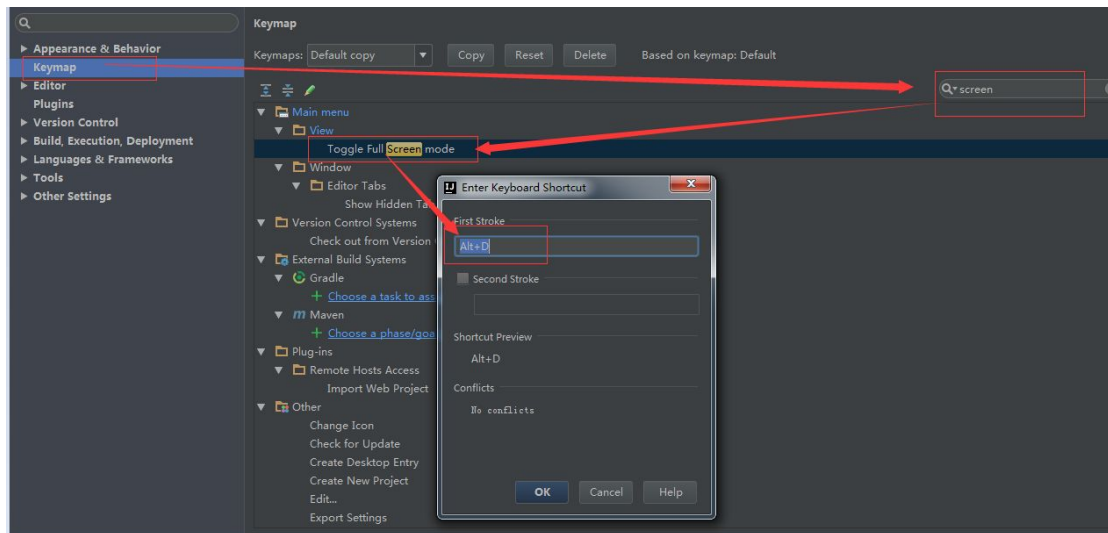 Keymap
Appearance & Behavior
Keymap
Editor
Plugins
Version Control
Build, Execution, Deployment
Languages & Frameworks
Tools
Other Settings
Keymaps: Default copy Copy Reset Delete Based on keymap: Default
screen
Main menu
View
Toggle Full Screen mode
Window
Editor Tabs
Show Hidden
Version Control Systems
Check out from Version
External Build Systems
Gradle
Choose a task to
m Maven
Choose a
Plug-ins
Remote Hosts Access
Import Web Project
Other
Change Icon
Check for Update
Create Desktop Entry
Create New Project
Edit...
Export Settings
Enter Keyboard Shortcut
First Stroke
Alt+D
Second Stroke
Shortcut Preview
Alt+D
Conflicts
No conflicts
OK Cancel Help